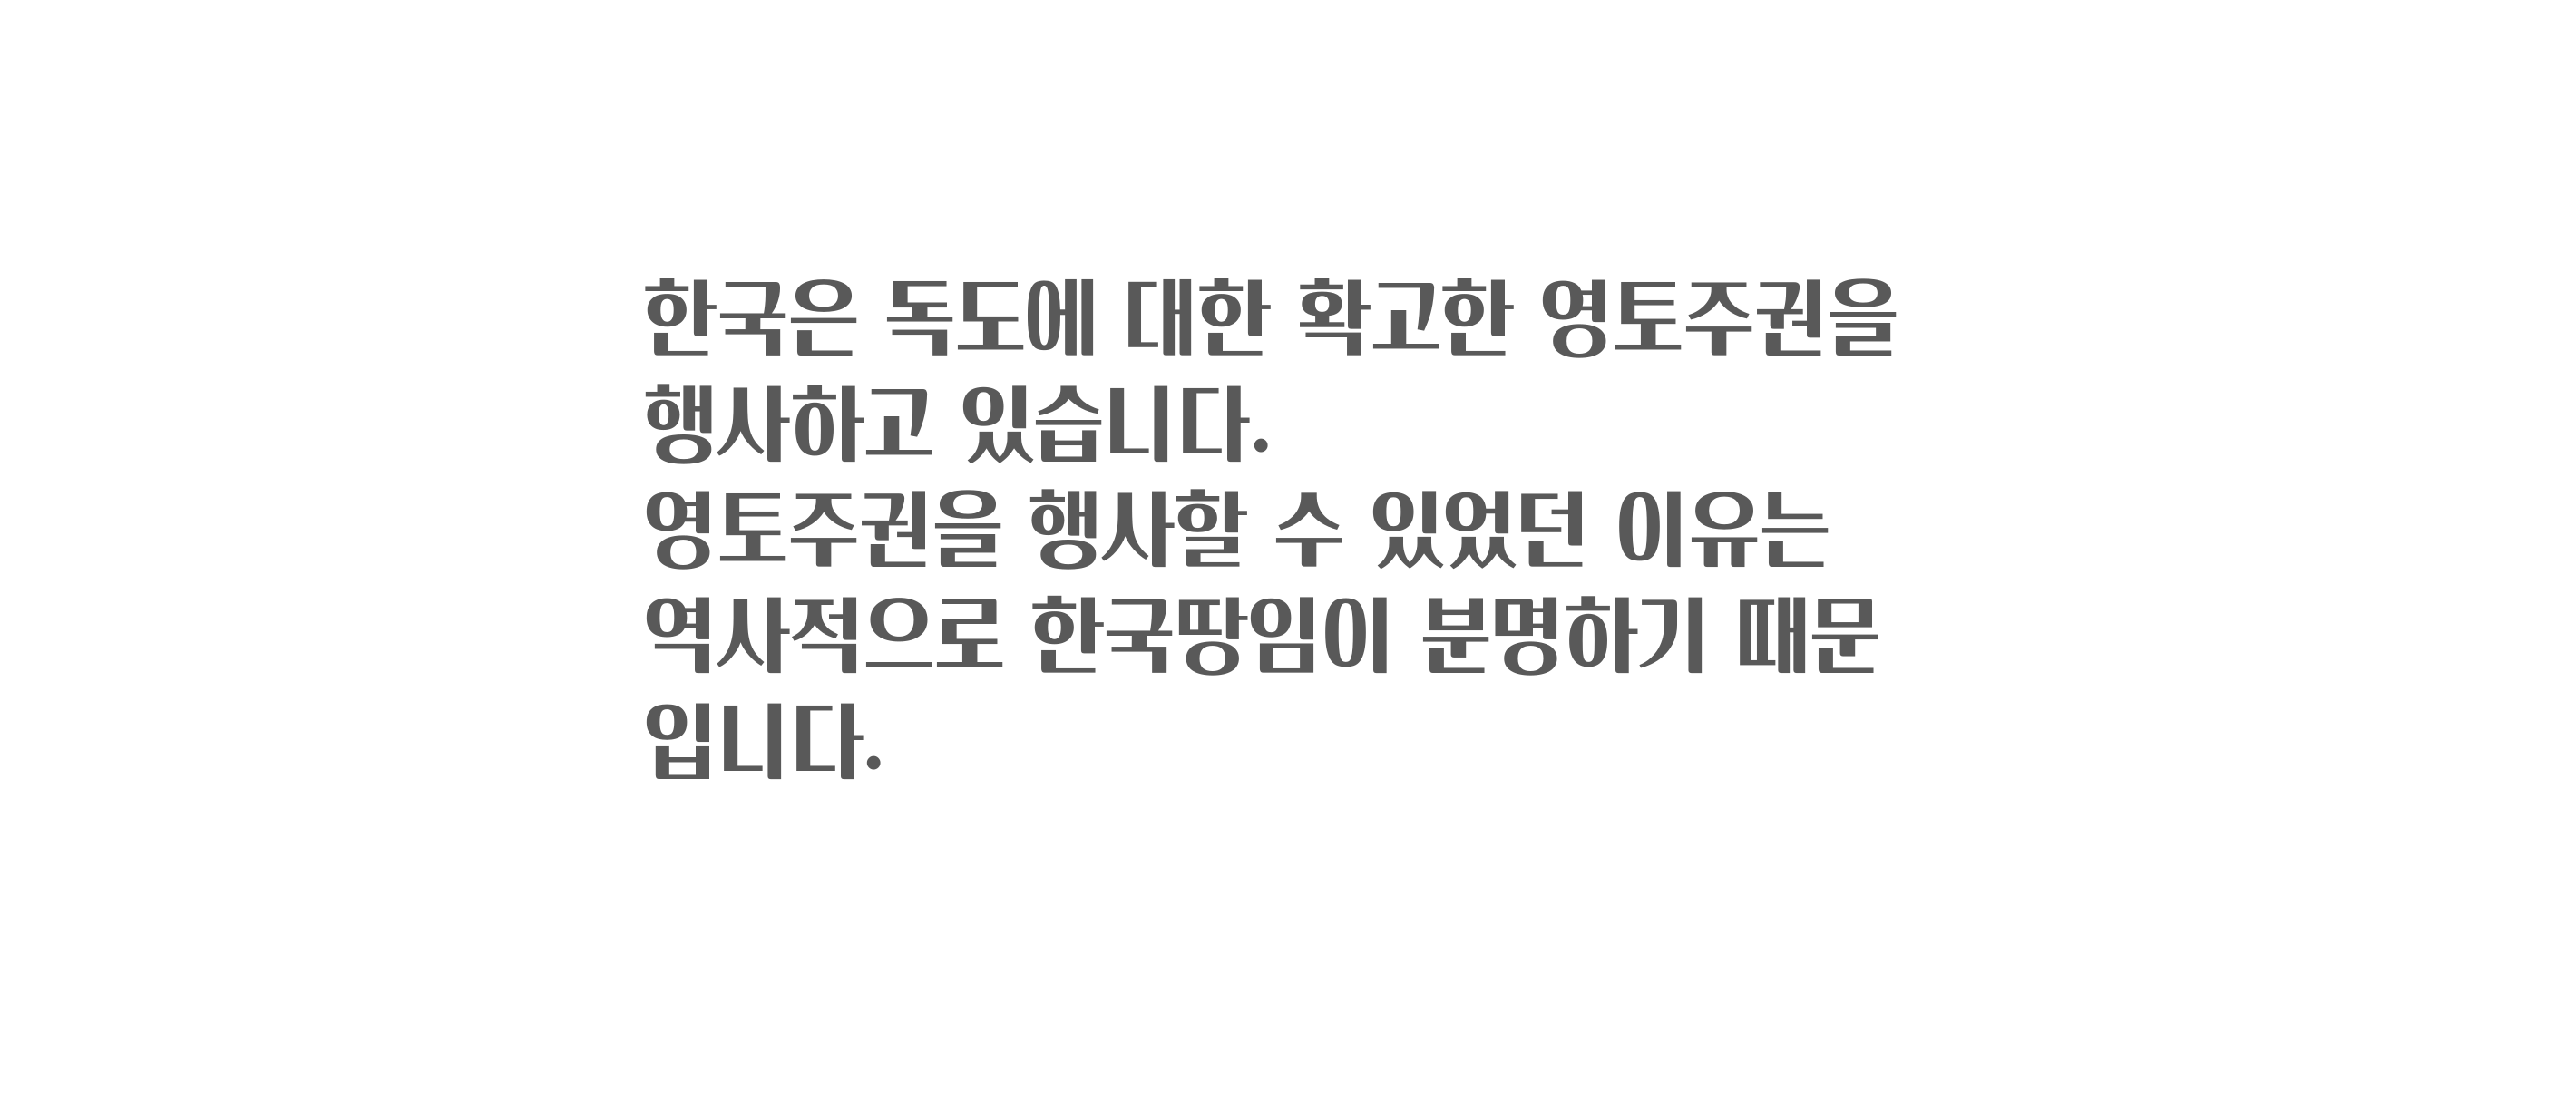 한국은 독도에 대한 확고한 영토주권을
행사하고 있습니다.
영토주권을 행사할 수 있었던 이유는
역사적으로 한국땅임이 분명하기 때문
입니다.